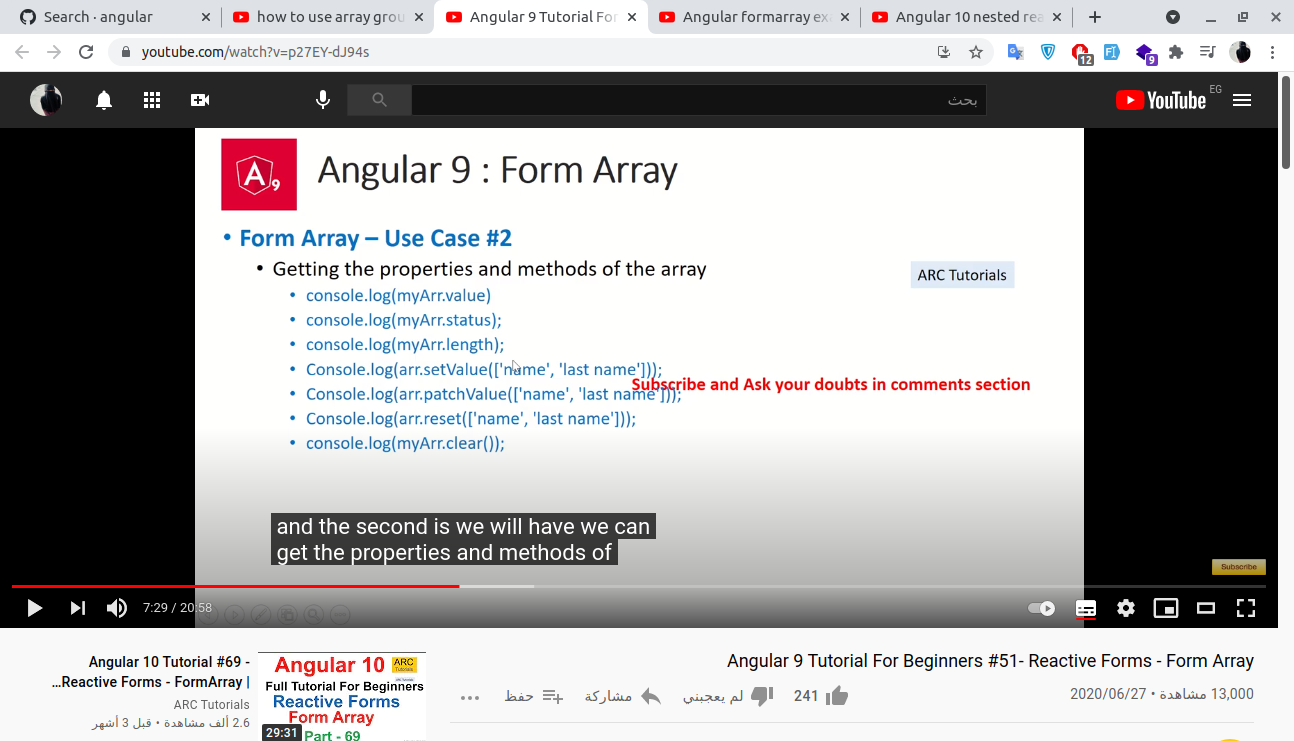 Search · angular
how to use array grou
Angular 9 Tutorial For
Angular formarray exa
Angular 10 nested rea
youtube.com/watch?v=p27EY-dJ94s
12
9
بحث
YouTube EG
A 9
Angular 9 : Form Array
• Form Array – Use Case #2
• Getting the properties and methods of the array
ARC Tutorials
• console.log(myArr.value)
• console.log(myArr.status);
• console.log(myArr.length);
• Console.log(arr.setValue(['name', 'last name']));
Subscribe and Ask your doubts in comments section
• Console.log(arr.patchValue(['name', 'last name']));
• Console.log(arr.reset(['name', 'last name']));
• console.log(myArr.clear());
and the second is we will have we can
get the properties and methods of
Subscribe
7:29 / 20:58
Angular 9 Tutorial For Beginners #51- Reactive Forms - Form Array
13,000 مشاهدة • 2020/06/27
241
لم يعجبني
مشاركة
حفظ
Angular 10 Tutorial #69 -
...Reactive Forms - FormArray |
ARC Tutorials
2.6 ألف مشاهدة • قبل 3 أشهر
Angular 10
ARC
Tutorials
Full Tutorial For Beginners
Reactive Forms
Form Array
Part - 69
29:31